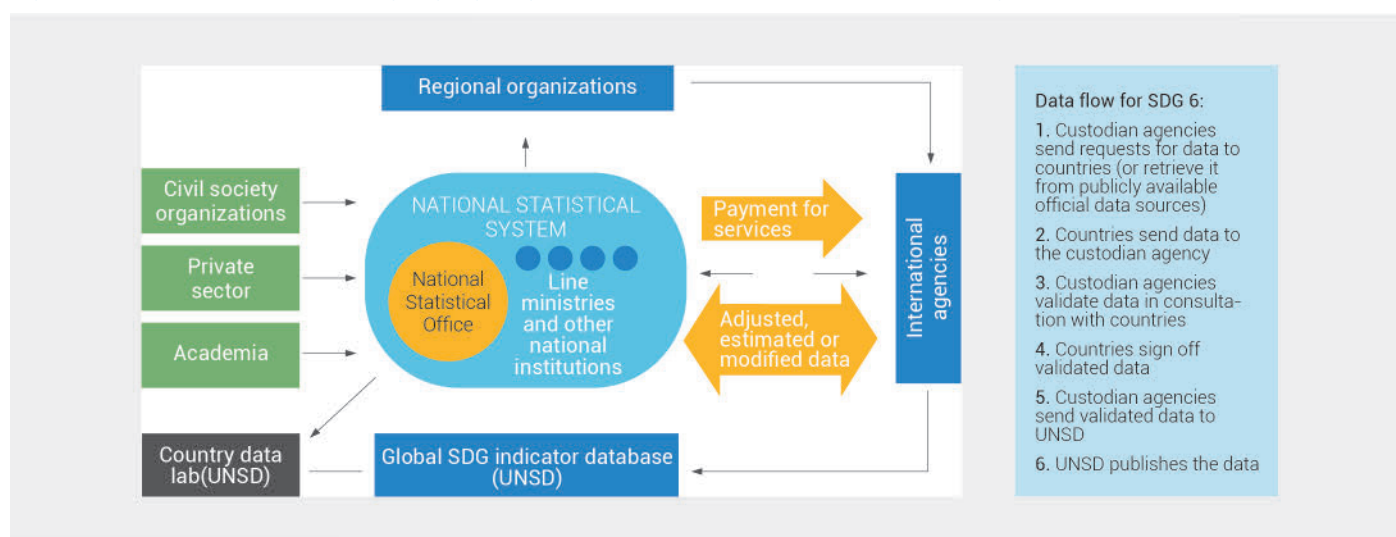 Regional organizations
Civil society
organizations
Private
sector
Academia
NATIONAL STATISTICAL
SYSTEM
National
Statistical
Office
Line
ministries
and other
national
institutions
Payment for
services
Adjusted,
estimated or
modified data
International
agencies
Country data
lab(UNSD)
Global SDG indicator database
(UNSD)
Data flow for SDG 6:
1. Custodian agencies
send requests for data to
countries (or retrieve it
from publicly available
official data sources)
2. Countries send data to
the custodian agency
3. Custodian agencies
validate data in consulta-
tion with countries
4. Countries sign off
validated data
5. Custodian agencies
send validated data to
UNSD
6. UNSD publishes the data